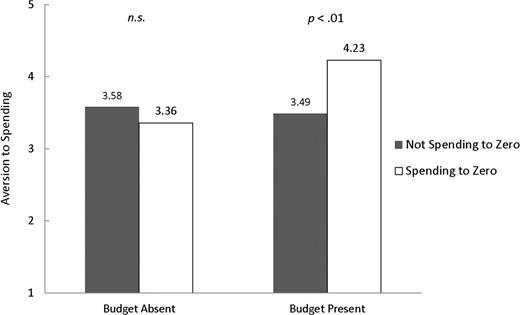 5
n.s.
p < .01
4.23
4
3.58
3.36
3.49
Not Spending to Zero
3
Spending to Zero
2
1
Aversion to Spending
Budget Absent
Budget Present